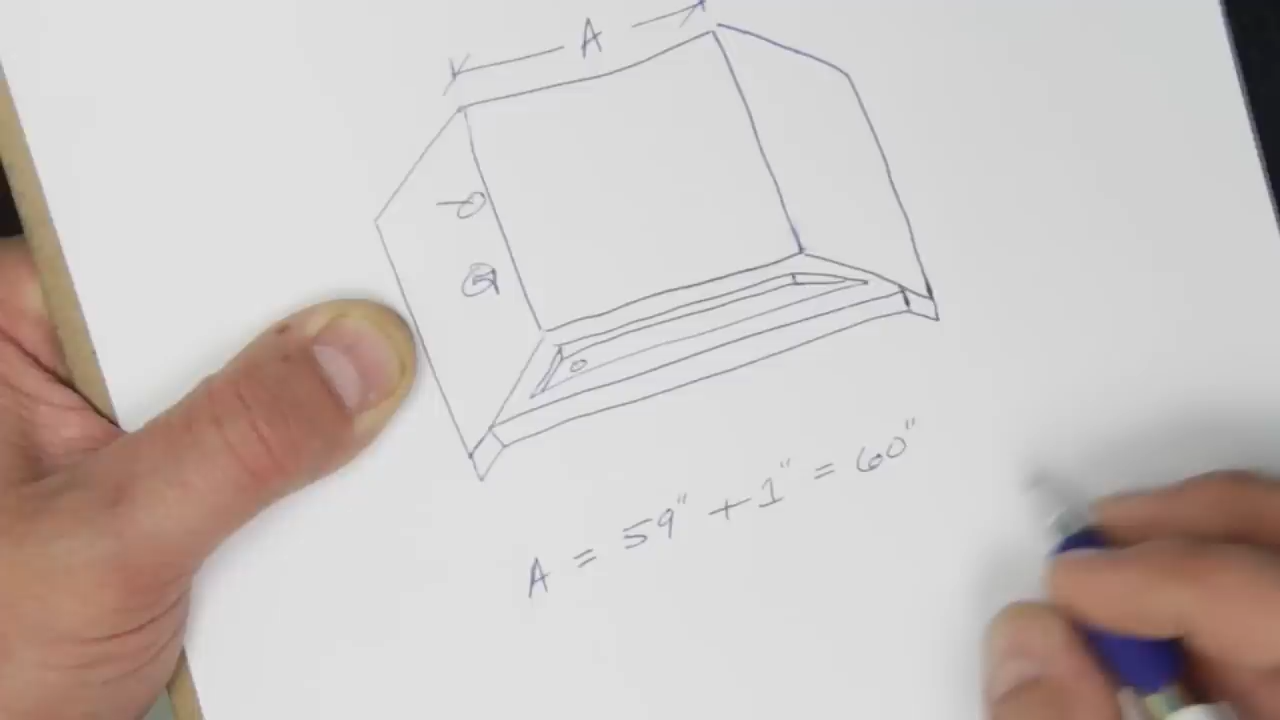 A
A = 59" + 1" = 60"